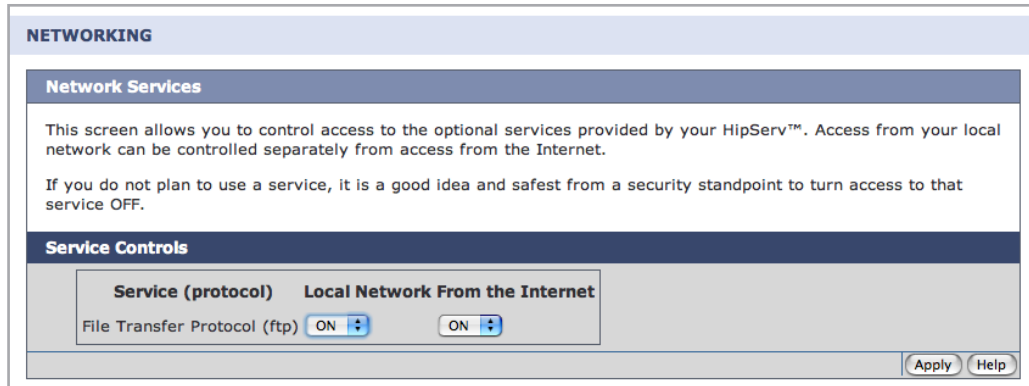 NETWORKING
Network Services
This screen allows you to control access to the optional services provided by your HipServ™. Access from your local
network can be controlled separately from access from the Internet.
If you do not plan to use a service, it is a good idea and safest from a security standpoint to turn access to that
service OFF.
Service Controls
Service (protocol) Local Network From the Internet
File Transfer Protocol (ftp) ON ON
Apply Help